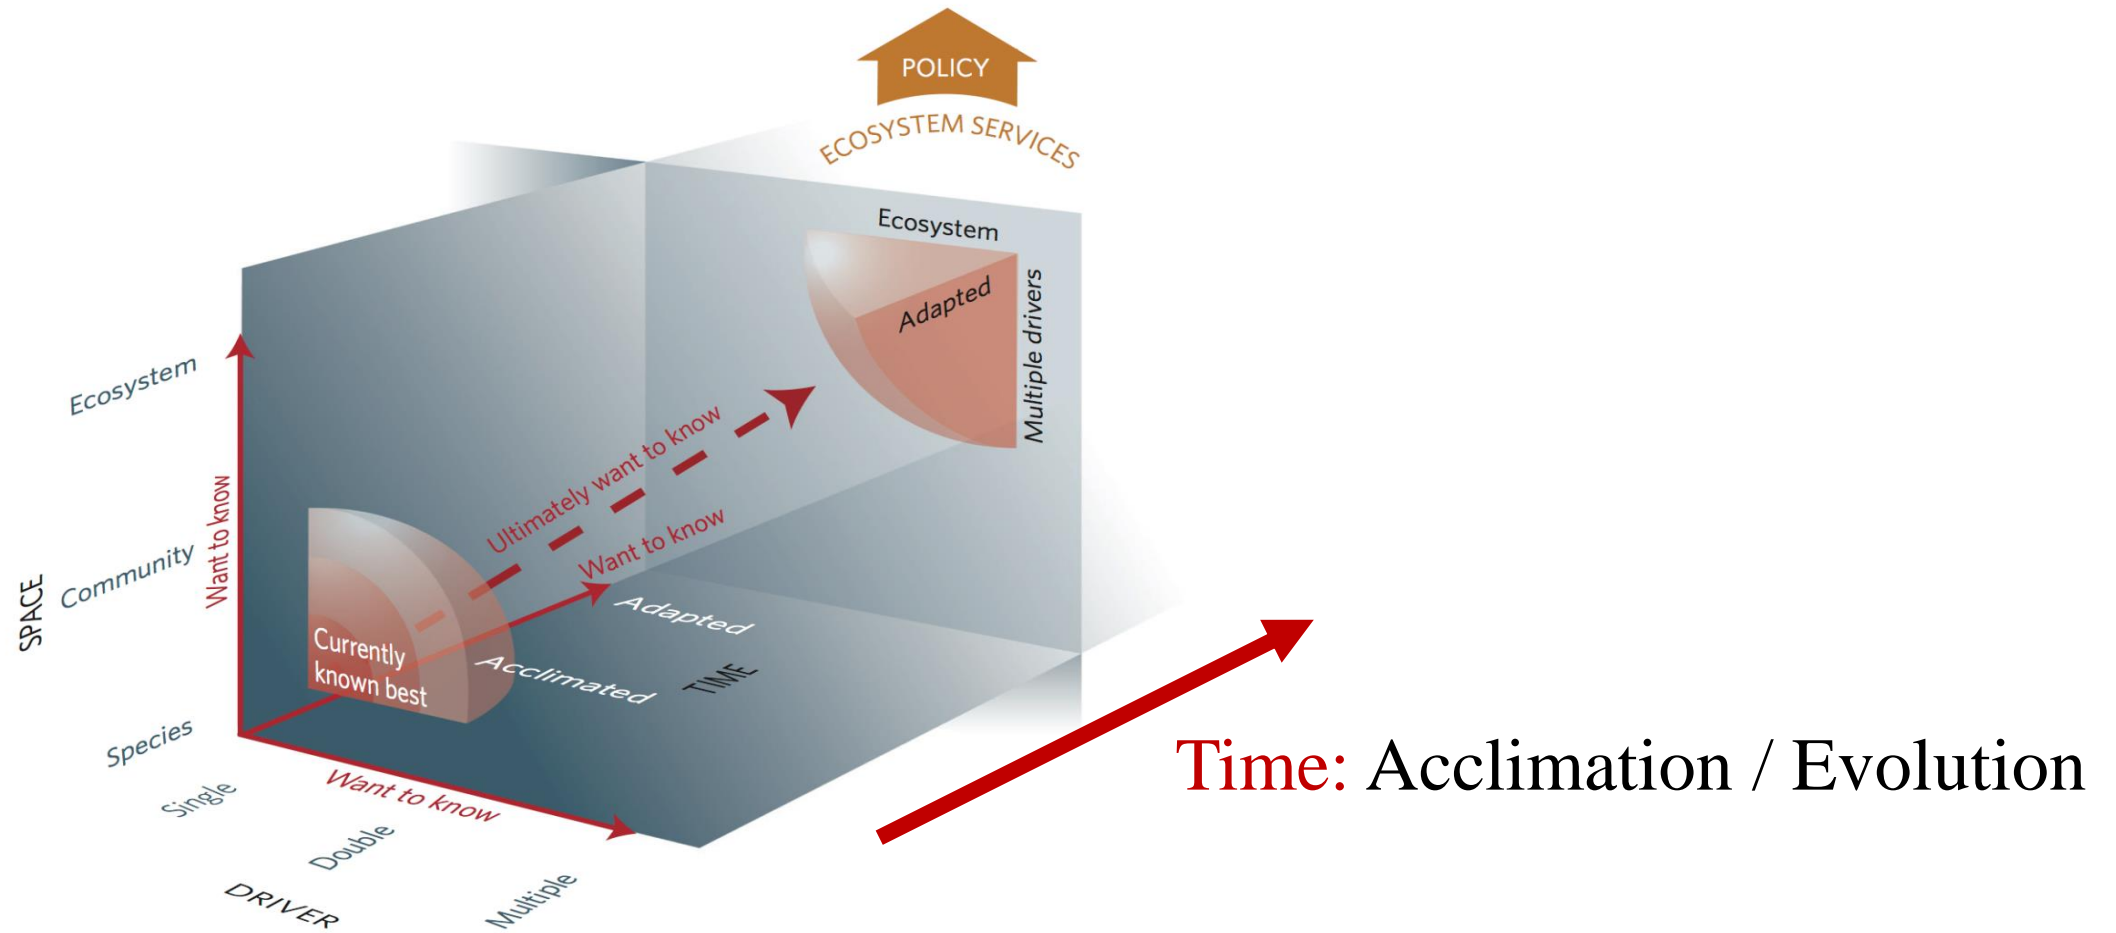 POLICY
ECOSYSTEM SERVICES
Ecosystem
Adapted
Multiple drivers
Ecosystem
Community
Species
SPACE
Want to know
Ultimately want to know
Want to know
Adapted
Acclimated
TIME
Currently
known best
Want to know
Single
Double
Multiple
DRIVER
Time: Acclimation / Evolution